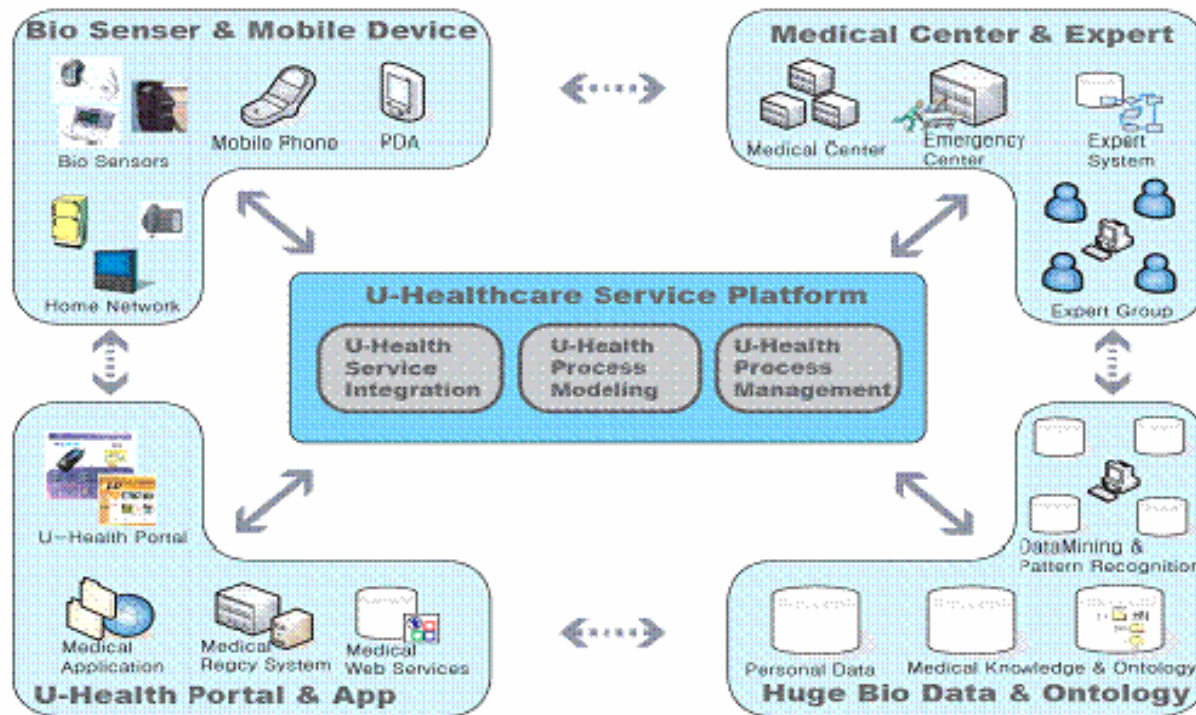 Bio Senser & Mobile Device
Bio Sensors
Mobile Phone
PDA
Home Network
Medical Center & Expert
Medical Center
Emergency
Center
Expert
System
Expert Group
U-Healthcare Service Platform
U-Health
Service
Integration
U-Health
Process
Modeling
U-Health
Process
Management
U-Health Portal
Medical
Application
Medical
Regcy System
Medical
Web Services
U-Health Portal & App
DataMining &
Pattern Recognition
Personal Data
Medical Knowledge & Ontology
Huge Bio Data & Ontology